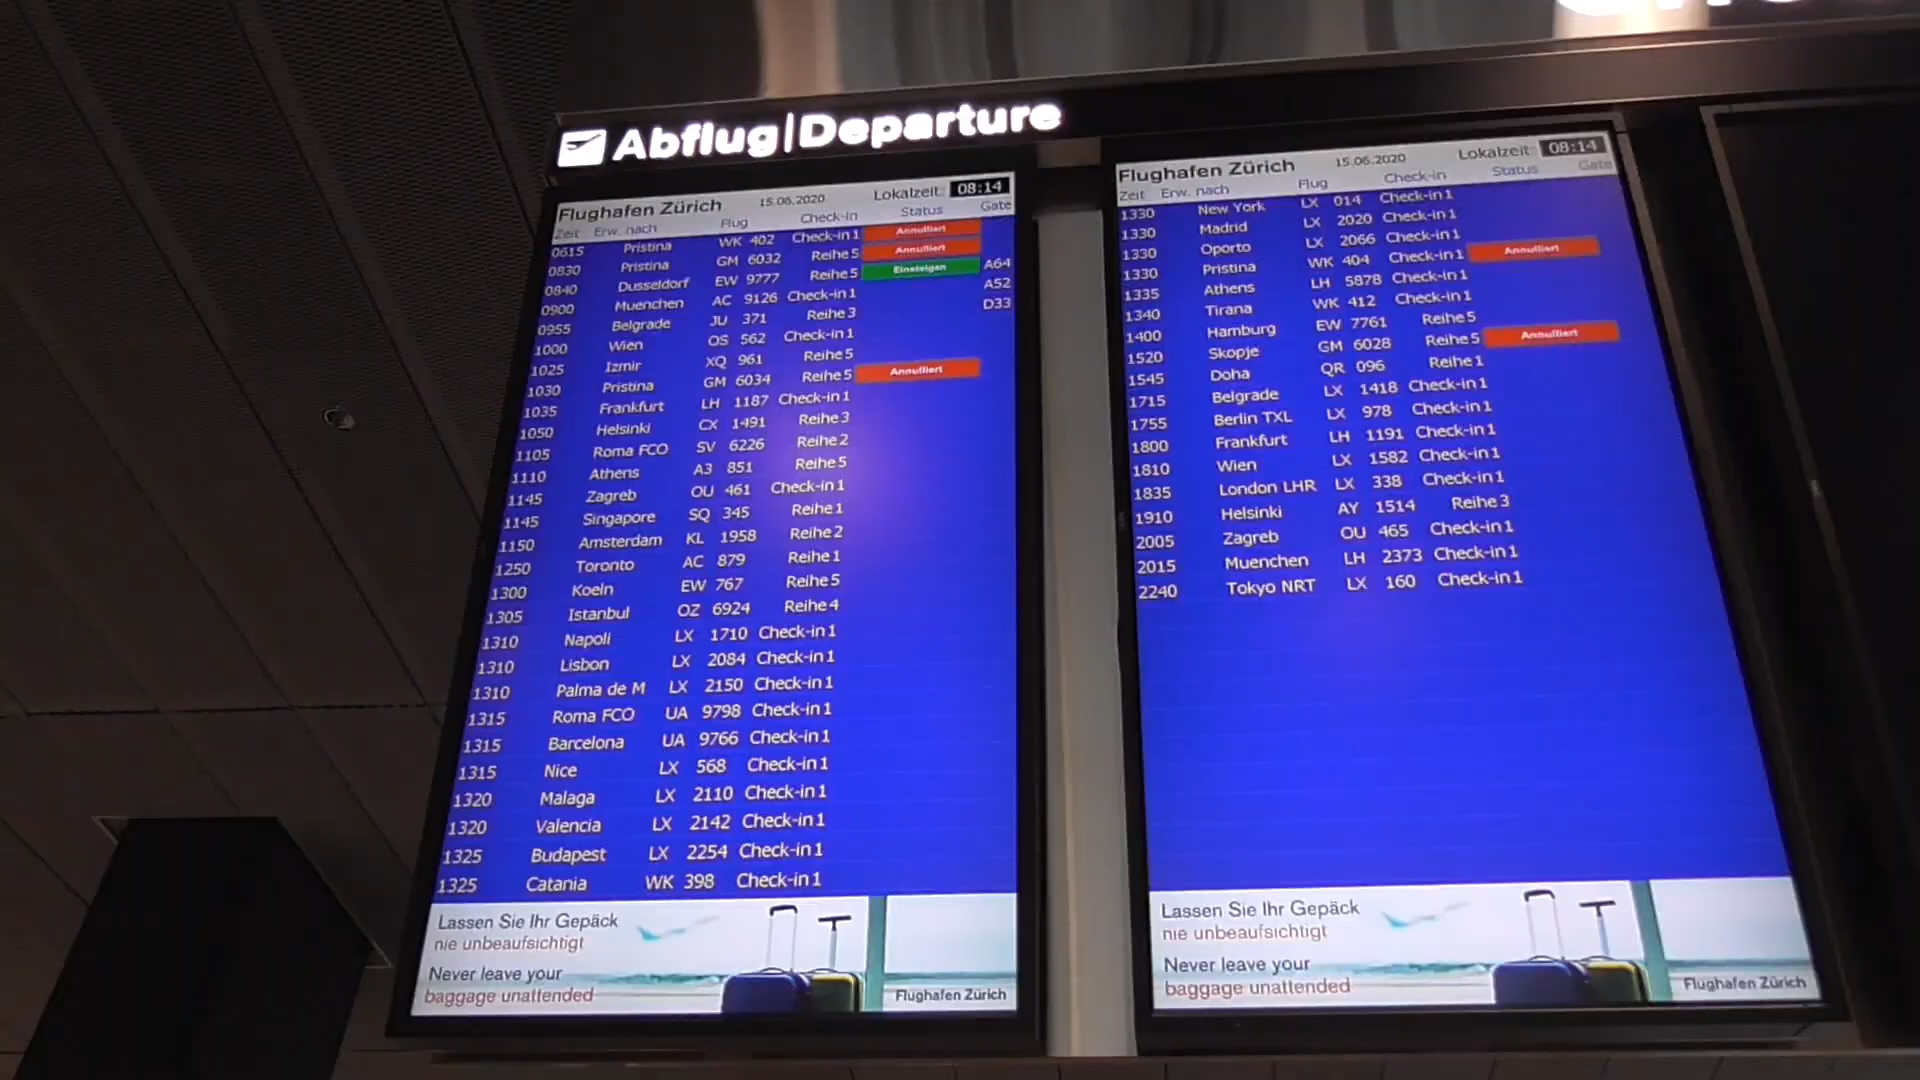 Abflug|Departure
Flughafen Zürich 15.06.2020 Lokalzeit: 08:14
Zeit Erw. nach Flug Check-in Status Gate
0615 Pristina WK 402 Check-in 1 Annulliert
0830 Pristina GM 6032 Reihe 5 Annulliert
0840 Dusseldorf EW 9777 Reihe 5 Einsteigen A64
0900 Muenchen AC 9126 Check-in 1 A52
0955 Belgrade JU 371 Reihe 3 D33
1000 Wien OS 562 Check-in 1
1025 Izmir XQ 961 Reihe 5
1030 Pristina GM 6034 Reihe 5 Annulliert
1035 Frankfurt LH 1187 Check-in 1
1050 Helsinki CX 1491 Reihe 3
1105 Roma FCO SV 6226 Reihe 2
1110 Athens A3 851 Reihe 5
1145 Zagreb OU 461 Check-in 1
1145 Singapore SQ 345 Reihe 1
1150 Amsterdam KL 1958 Reihe 2
1250 Toronto AC 879 Reihe 1
1300 Koeln EW 767 Reihe 5
1305 Istanbul OZ 6924 Reihe 4
1310 Napoli LX 1710 Check-in 1
1310 Lisbon LX 2084 Check-in 1
1310 Palma de M LX 2150 Check-in 1
1315 Roma FCO UA 9798 Check-in 1
1315 Barcelona UA 9766 Check-in 1
1315 Nice LX 568 Check-in 1
1320 Malaga LX 2110 Check-in 1
1320 Valencia LX 2142 Check-in 1
1325 Budapest LX 2254 Check-in 1
1325 Catania WK 398 Check-in 1
Lassen Sie Ihr Gepäck
nie unbeaufsichtigt
Never leave your
baggage unattended
Flughafen Zürich
Flughafen Zürich 15.06.2020 Lokalzeit: 08:14
Zeit Erw. nach Flug Check-in Status Gate
1330 New York LX 014 Check-in 1
1330 Madrid LX 2020 Check-in 1
1330 Oporto LX 2066 Check-in 1
1330 Pristina WK 404 Check-in 1 Annulliert
1335 Athens LH 5878 Check-in 1
1340 Tirana WK 412 Check-in 1
1400 Hamburg EW 7761 Reihe 5
1520 Skopje GM 6028 Reihe 5 Annulliert
1545 Doha QR 096 Reihe 1
1715 Belgrade LX 1418 Check-in 1
1755 Berlin TXL LX 978 Check-in 1
1800 Frankfurt LH 1191 Check-in 1
1810 Wien LX 1582 Check-in 1
1835 London LHR LX 338 Check-in 1
1910 Helsinki AY 1514 Reihe 3
2005 Zagreb OU 465 Check-in 1
2015 Muenchen LH 2373 Check-in 1
2240 Tokyo NRT LX 160 Check-in 1
Lassen Sie Ihr Gepäck
nie unbeaufsichtigt
Never leave your
baggage unattended
Flughafen Zürich